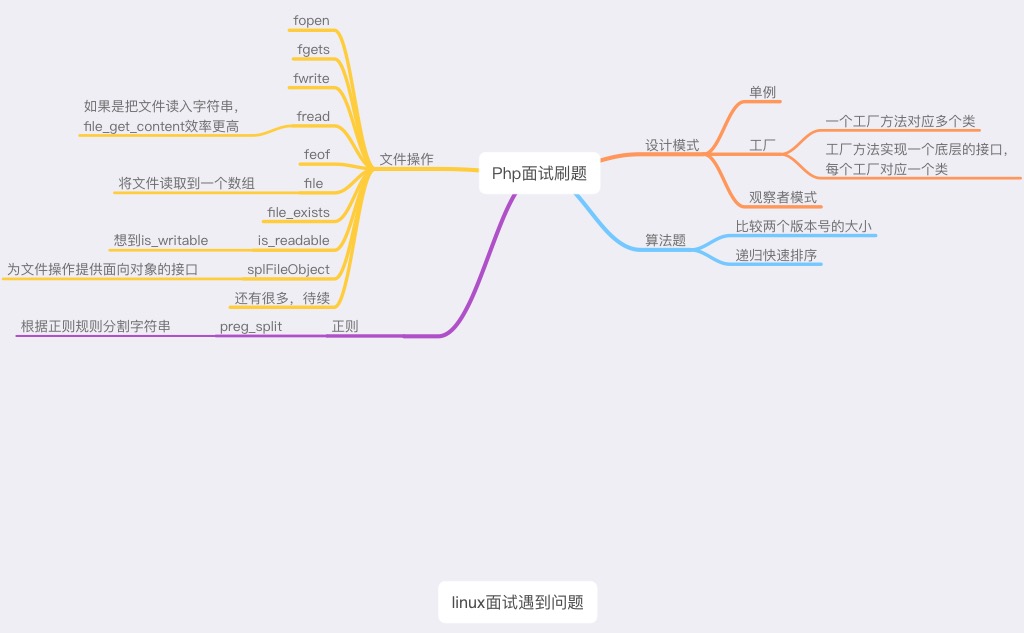 Php面试刷题
文件操作
fopen
fgets
fwrite
fread
如果是把文件读入字符串，
file_get_content效率更高
feof
file
将文件读取到一个数组
file_exists
is_readable
想到is_writable
splFileObject
为文件操作提供面向对象的接口
还有很多，待续
正则
preg_split
根据正则规则分割字符串
设计模式
单例
工厂
一个工厂方法对应多个类
工厂方法实现一个底层的接口，
每个工厂对应一个类
观察者模式
算法题
比较两个版本号的大小
递归快速排序
linux面试遇到问题